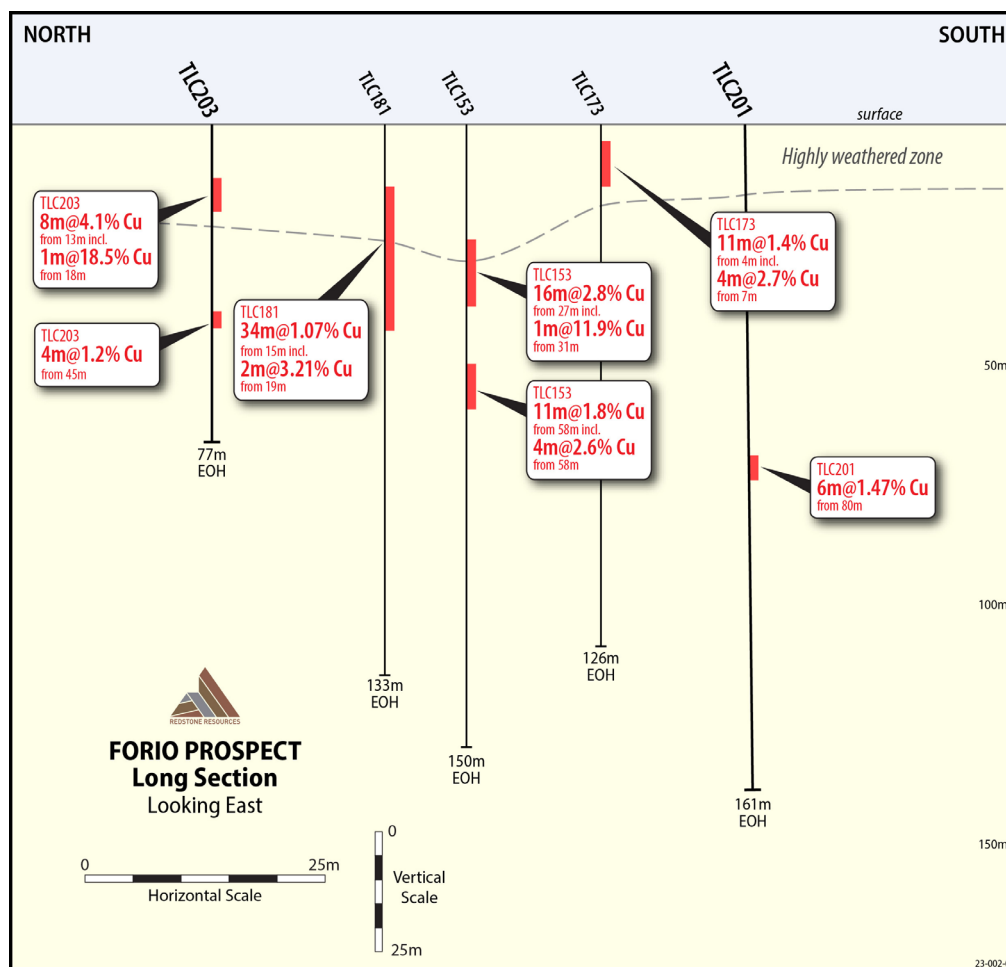 NORTH
SOUTH
TLC203
TLC181
TLC153
TLC173
TLC201
surface
Highly weathered zone
TLC203
8m@4.1% Cu
from 13m incl.
1m@18.5% Cu
from 18m
TLC203
4m@1.2% Cu
from 45m
TLC181
34m@1.07% Cu
from 15m incl.
2m@3.21% Cu
from 19m
TLC153
16m@2.8% Cu
from 27m incl.
1m@11.9% Cu
from 31m
TLC153
11m@1.8% Cu
from 58m incl.
4m@2.6% Cu
from 58m
TLC173
11m@1.4% Cu
from 4m incl.
4m@2.7% Cu
from 7m
TLC201
6m@1.47% Cu
from 80m
50m
100m
150m
77m
EOH
133m
EOH
150m
EOH
126m
EOH
161m
EOH
REDSTONE RESOURCES
FORIO PROSPECT
Long Section
Looking East
0
25m
Horizontal Scale
0
Vertical
Scale
25m